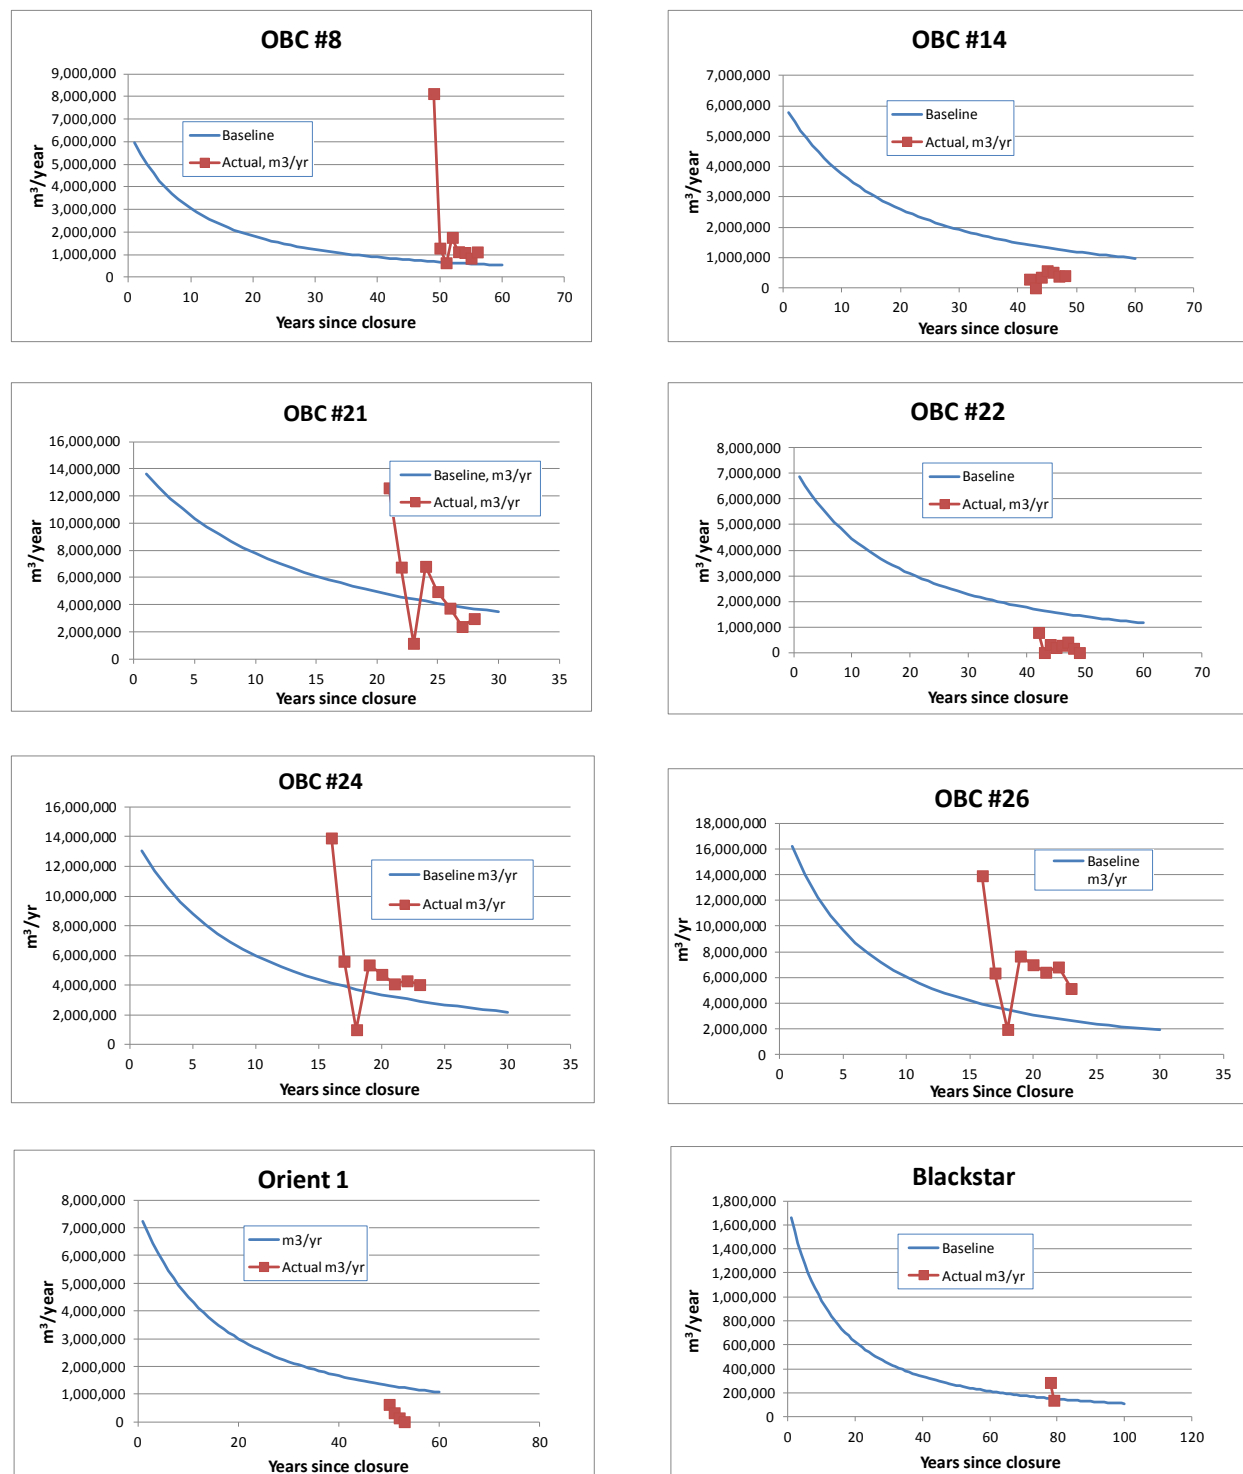 OBC #8
9,000,000
8,000,000
7,000,000
6,000,000
5,000,000
4,000,000
3,000,000
2,000,000
1,000,000
0
m³/year
Baseline
Actual, m3/yr
0 10 20 30 40 50 60 70
Years since closure
OBC #14
7,000,000
6,000,000
5,000,000
4,000,000
3,000,000
2,000,000
1,000,000
0
m³/year
Baseline
Actual, m3/yr
0 10 20 30 40 50 60 70
Years since closure
OBC #21
16,000,000
14,000,000
12,000,000
10,000,000
8,000,000
6,000,000
4,000,000
2,000,000
0
m³/year
Baseline, m3/yr
Actual, m3/yr
0 5 10 15 20 25 30 35
Years since closure
OBC #22
8,000,000
7,000,000
6,000,000
5,000,000
4,000,000
3,000,000
2,000,000
1,000,000
0
m³/year
Baseline
Actual, m3/yr
0 10 20 30 40 50 60 70
Years since closure
OBC #24
16,000,000
14,000,000
12,000,000
10,000,000
8,000,000
6,000,000
4,000,000
2,000,000
0
m³/yr
Baseline m3/yr
Actual m3/yr
0 5 10 15 20 25 30 35
Years since closure
OBC #26
18,000,000
16,000,000
14,000,000
12,000,000
10,000,000
8,000,000
6,000,000
4,000,000
2,000,000
0
m³/yr
Baseline
m3/yr
0 5 10 15 20 25 30 35
Years Since Closure
Orient 1
8,000,000
7,000,000
6,000,000
5,000,000
4,000,000
3,000,000
2,000,000
1,000,000
0
m³/year
m3/yr
Actual m3/yr
0 20 40 60 80
Years since closure
Blackstar
1,800,000
1,600,000
1,400,000
1,200,000
1,000,000
800,000
600,000
400,000
200,000
0
m³/year
Baseline
Actual m3/yr
0 20 40 60 80 100 120
Years since closure